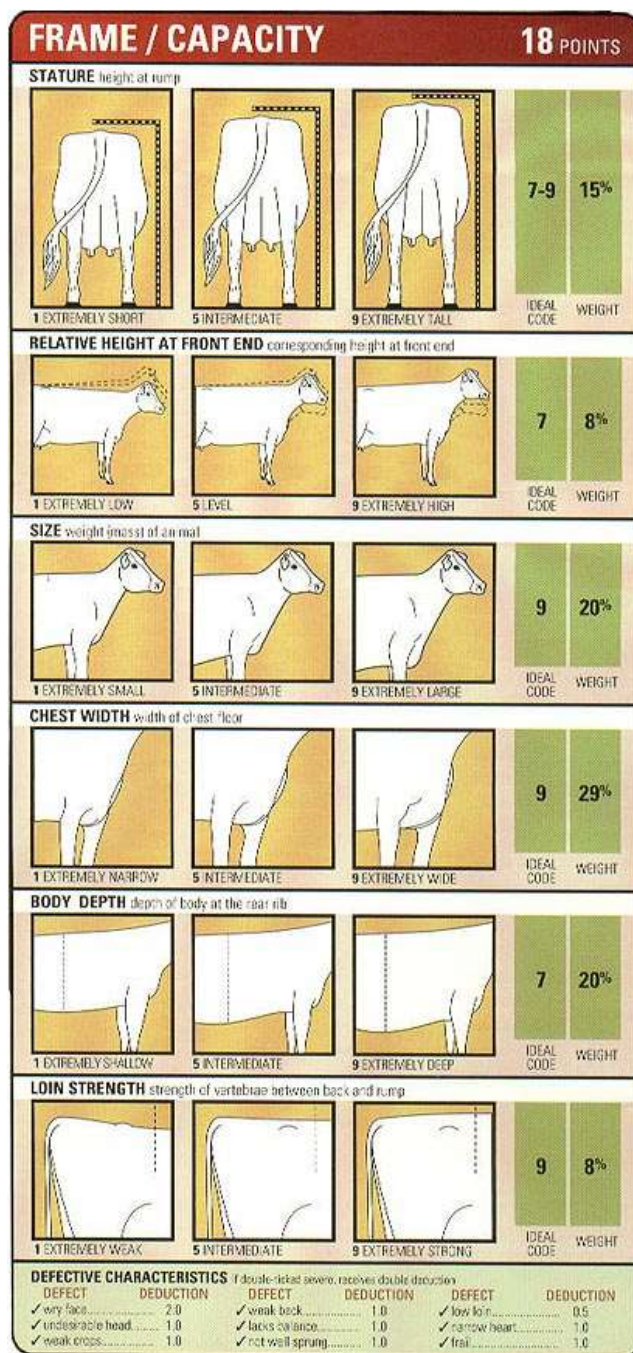 FRAME / CAPACITY 18 POINTS
STATURE height at rump
7-9 15%
1 EXTREMELY SHORT 5 INTERMEDIATE 9 EXTREMELY TALL IDEAL CODE WEIGHT
RELATIVE HEIGHT AT FRONT END corresponding height at front end
7 8%
1 EXTREMELY LOW 5 LEVEL 9 EXTREMELY HIGH IDEAL CODE WEIGHT
SIZE weight (mass) of animal
9 20%
1 EXTREMELY SMALL 5 INTERMEDIATE 9 EXTREMELY LARGE IDEAL CODE WEIGHT
CHEST WIDTH width of chest floor
9 29%
1 EXTREMELY NARROW 5 INTERMEDIATE 9 EXTREMELY WIDE IDEAL CODE WEIGHT
BODY DEPTH depth of body at the rear rib
7 20%
1 EXTREMELY SHALLOW 5 INTERMEDIATE 9 EXTREMELY DEEP IDEAL CODE WEIGHT
LOIN STRENGTH strength of vertebrae between back and rump
9 8%
1 EXTREMELY WEAK 5 INTERMEDIATE 9 EXTREMELY STRONG IDEAL CODE WEIGHT
DEFECTIVE CHARACTERISTICS If double-ticked severe, receives double deduction
DEFECT DEDUCTION DEFECT DEDUCTION DEFECT DEDUCTION
✓ wry face 2.0 ✓ weak back 1.0 ✓ low loin 0.5
✓ undesirable head 1.0 ✓ lacks balance 1.0 ✓ narrow heart 1.0
✓ weak crops 1.0 ✓ not well sprung 1.0 ✓ frail 1.0